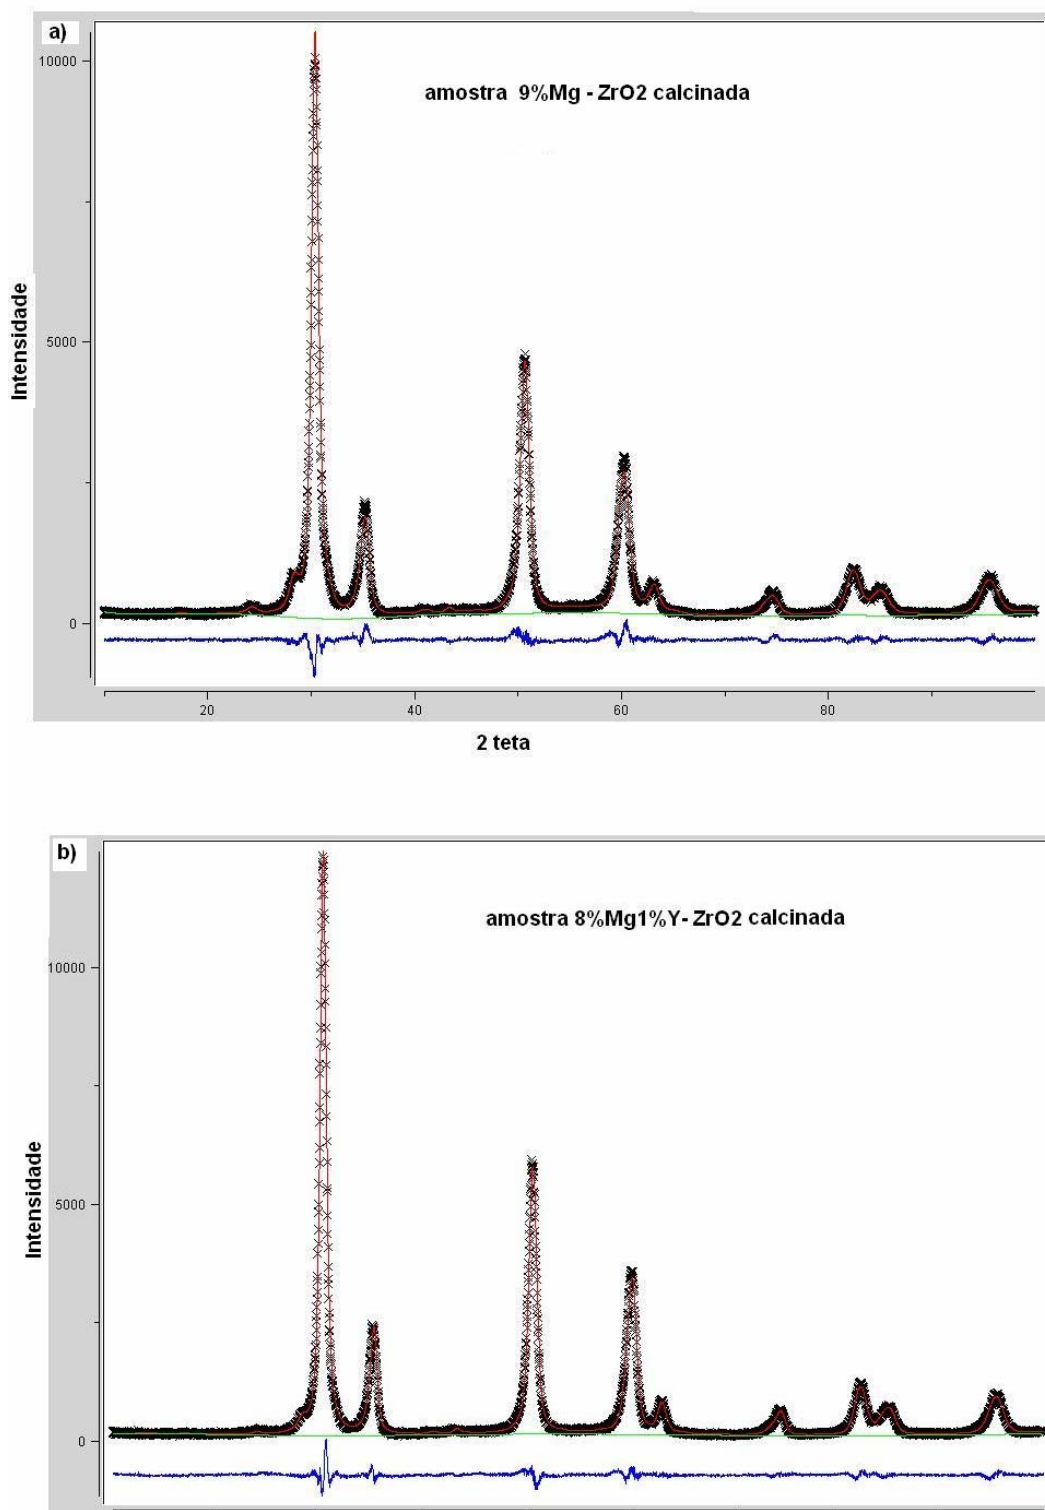 a)
10000
amostra 9%Mg - ZrO2 calcinada
Intensidade
5000
0
20 40 60 80
2 teta
b)
amostra 8%Mg1%Y- ZrO2 calcinada
10000
Intensidade
5000
0